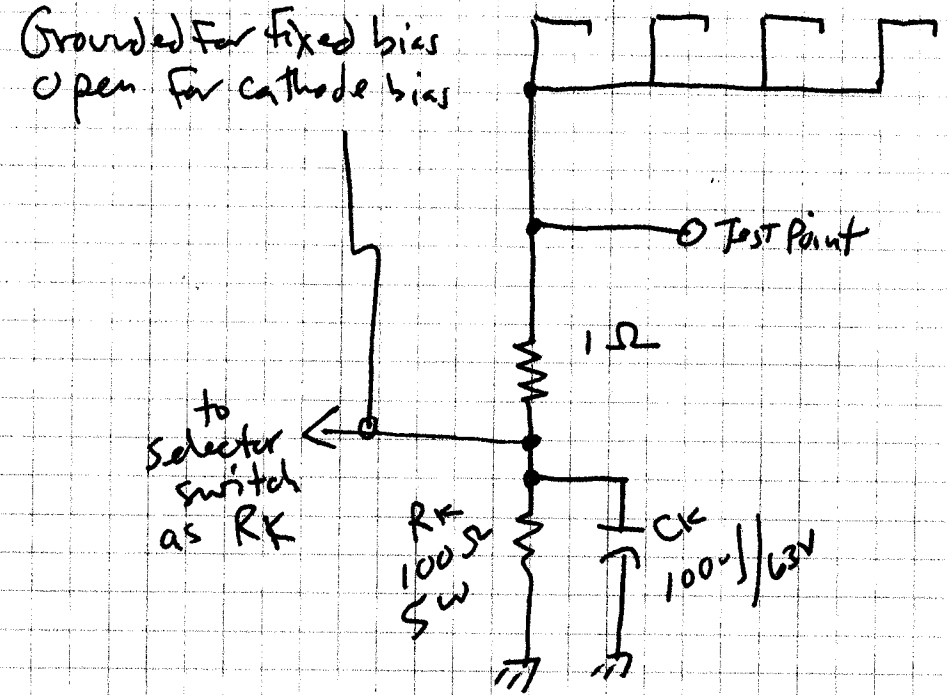 Grounded For fixed bias
open For cathode bias
Test Point
1 Ω
to
selector
switch
as RK
RK
100 Ω
5W
CK
100uf/63V